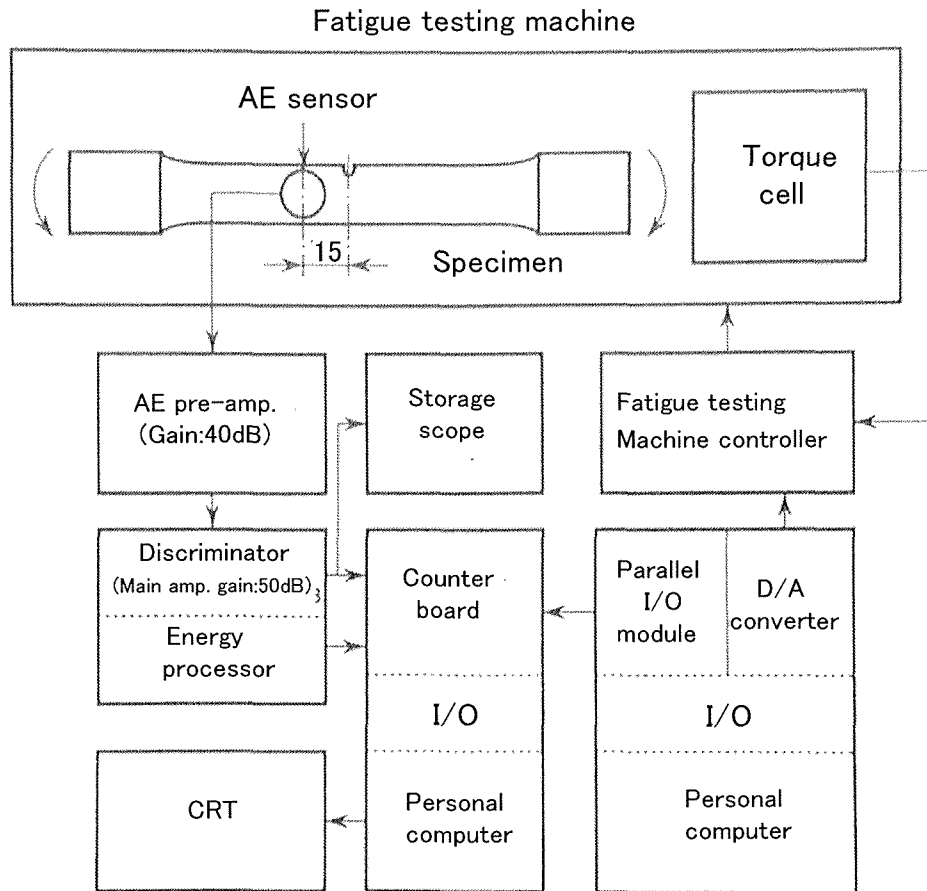 Fatigue testing machine
AE sensor
Torque
cell
15
Specimen
AE pre-amp.
(Gain:40dB)
Storage
scope
Fatigue testing
Machine controller
Discriminator
(Main amp. gain:50dB)
3
Energy
processor
Counter
board
Parallel
I/O
module
D/A
converter
I/O
I/O
CRT
Personal
computer
Personal
computer